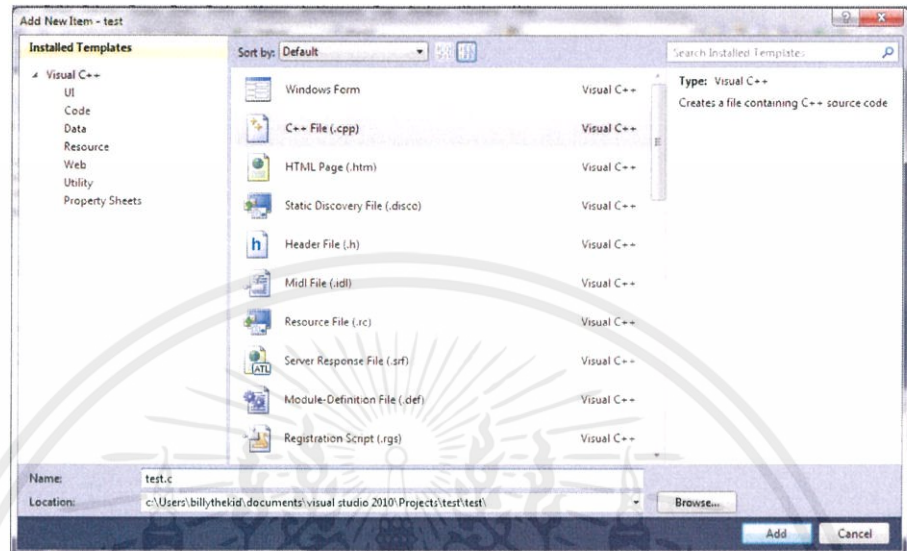 Add New Item - test
Installed Templates
Sort by: Default
Search Installed Templates
Visual C++
UI
Code
Data
Resource
Web
Utility
Property Sheets
Windows Form Visual C++
C++ File (.cpp) Visual C++
HTML Page (.htm) Visual C++
Static Discovery File (.disco) Visual C++
h Header File (.h) Visual C++
Midl File (.idl) Visual C++
Resource File (.rc) Visual C++
ATL Server Response File (.srf) Visual C++
Module-Definition File (.def) Visual C++
Registration Script (.rgs) Visual C++
Type: Visual C++
Creates a file containing C++ source code
Name: test.c
Location: c:\Users\billythekid\documents\visual studio 2010\Projects\test\test\
Browse...
Add Cancel